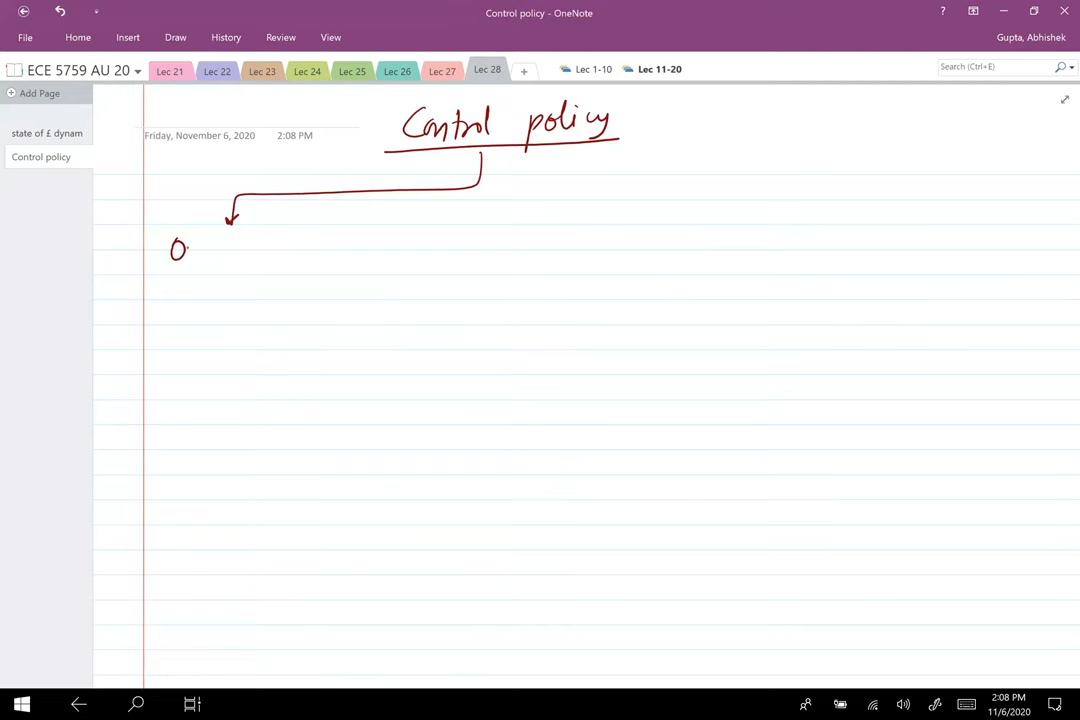 Control policy - OneNote
?
File Home Insert Draw History Review View
Gupta, Abhishek
ECE 5759 AU 20
Lec 21 Lec 22 Lec 23 Lec 24 Lec 25 Lec 26 Lec 27 Lec 28 + Lec 1-10 Lec 11-20
Search (Ctrl+E)
Add Page
state of £ dynam
Control policy
Control policy
Friday, November 6, 2020 2:08 PM
O
2:08 PM
11/6/2020